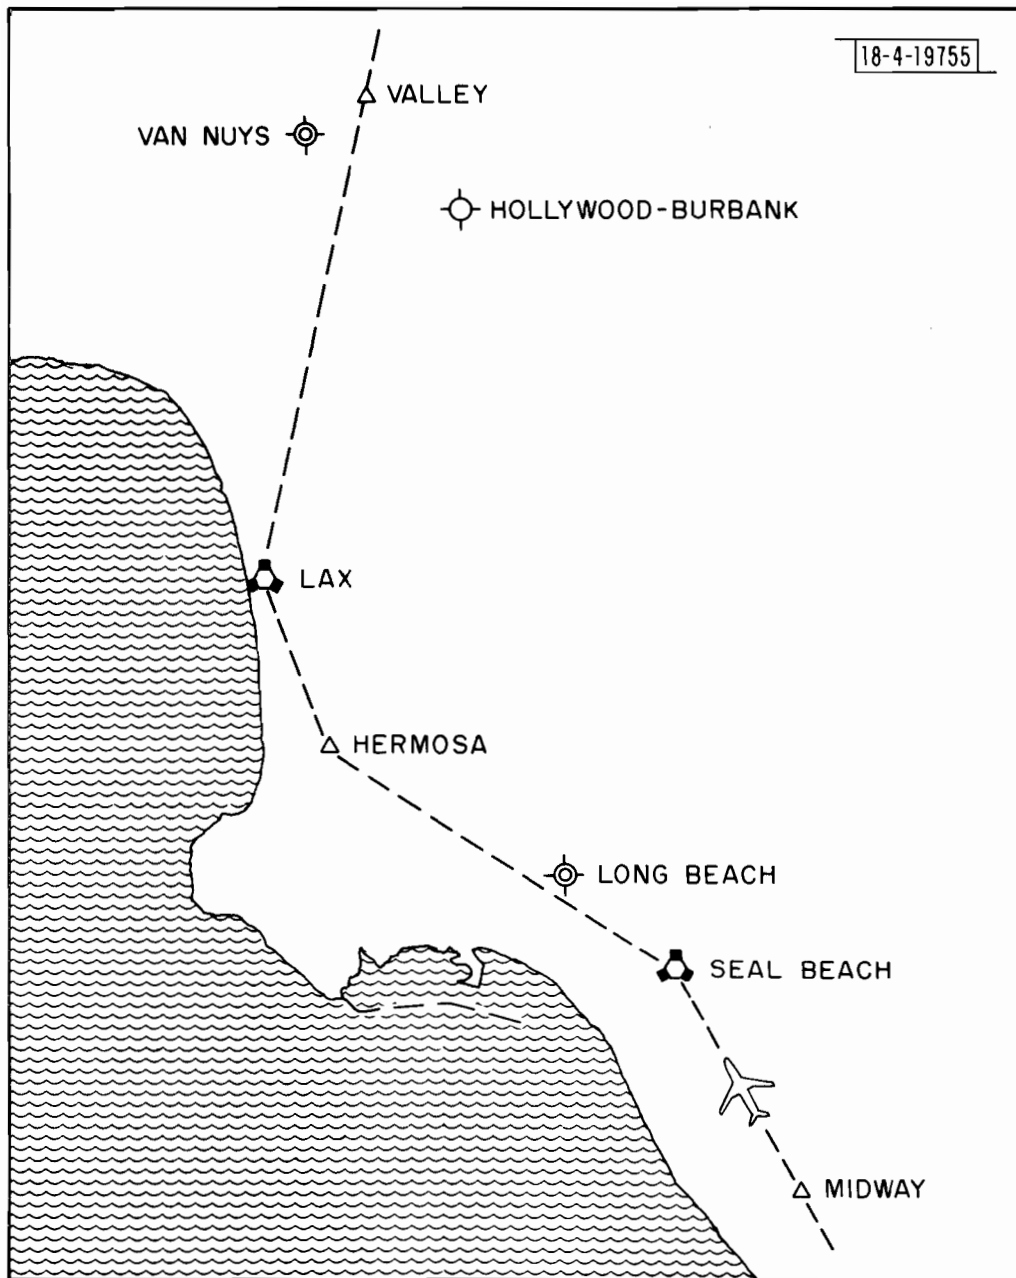 18-4-19755
VALLEY
VAN NUYS
HOLLYWOOD-BURBANK
LAX
HERMOSA
LONG BEACH
SEAL BEACH
MIDWAY